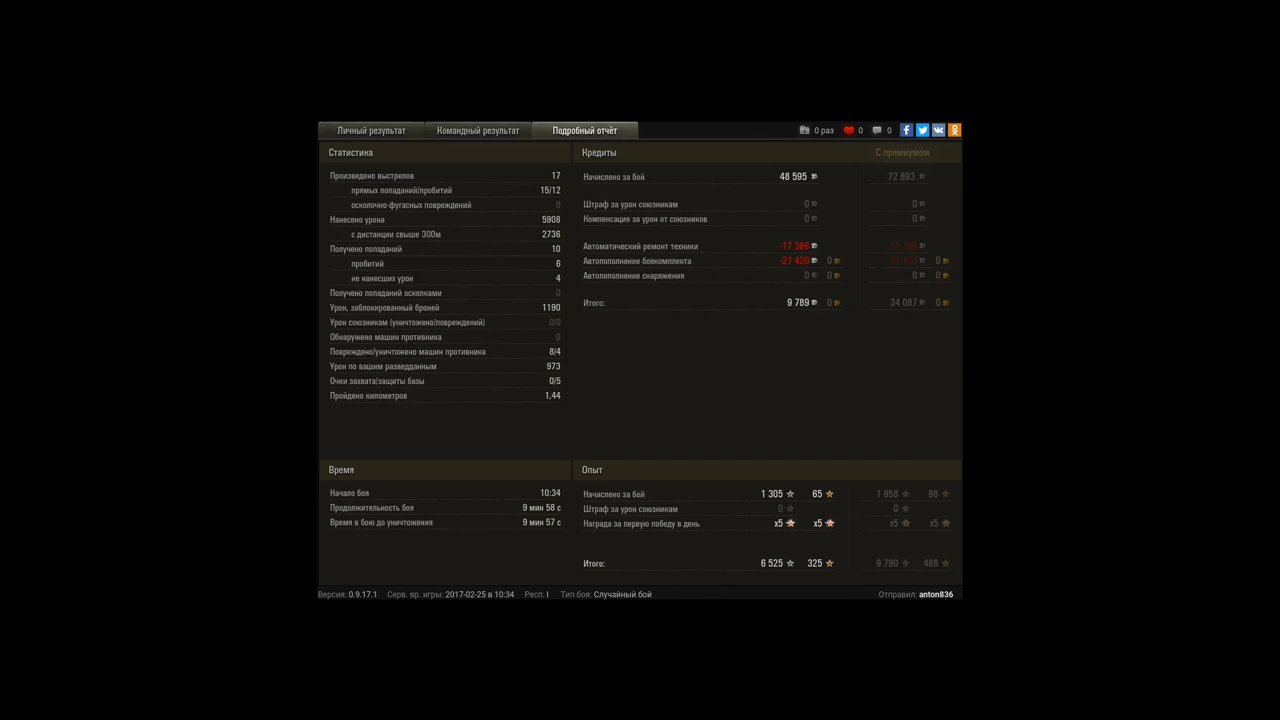 Личный результат Командный результат Подробный отчёт 0 раз 0 0
Статистика
Произведено выстрелов 17
прямых попаданий/пробитий 15/12
осколочно-фугасных повреждений 0
Нанесено урона 5908
с дистанции свыше 300м 2736
Получено попаданий 10
пробитий 6
не нанесших урон 4
Получено попаданий осколками 0
Урон, заблокированный броней 1190
Урон союзникам (уничтожено/повреждений) 0/0
Обнаружено машин противника 0
Повреждено/уничтожено машин противника 8/4
Урон по вашим разведданным 973
Очки захвата/защиты базы 0/5
Пройдено километров 1,44
Кредиты С премиумом
Начислено за бой 48 595 72 893
Штраф за урон союзникам 0 0
Компенсация за урон от союзников 0 0
Автоматический ремонт техники -17 386 -17 386
Автопополнение боекомплекта -21 420 0 -21 420 0
Автопополнение снаряжения 0 0 0 0
Итого: 9 789 0 34 087 0
Время
Начало боя 10:34
Продолжительность боя 9 мин 58 с
Время в бою до уничтожения 9 мин 57 с
Опыт
Начислено за бой 1 305 65 1 958 98
Штраф за урон союзникам 0 0
Награда за первую победу в день x5 x5 x5 x5
Итого: 6 525 325 9 790 488
Версия: 0.9.17.1 Серв. вр. игры: 2017-02-25 в 10:34 Респ: I Тип боя: Случайный бой Отправил: anton836